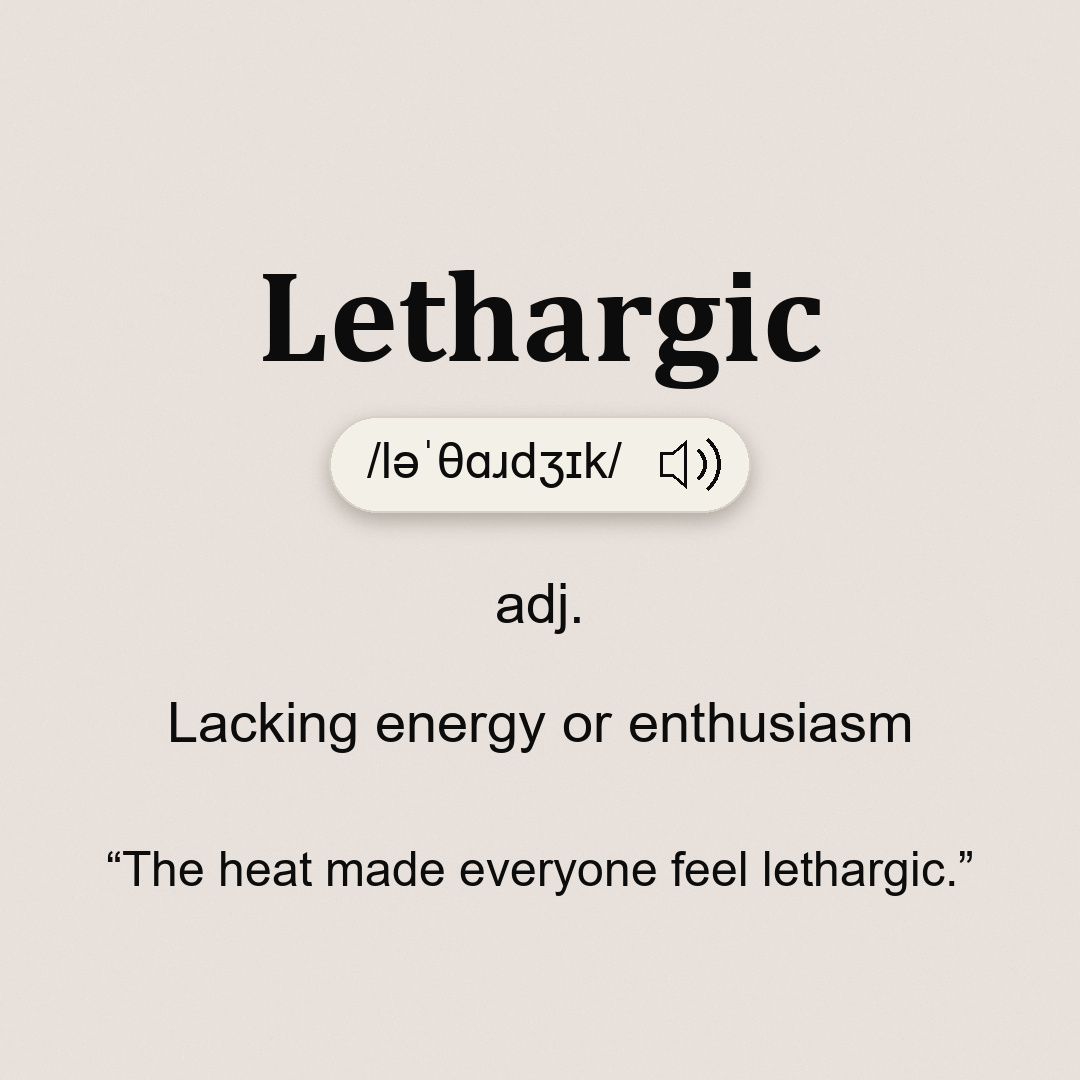 Lethargic
/ləˈθɑɹdʒɪk/
adj.
Lacking energy or enthusiasm
“The heat made everyone feel lethargic.”